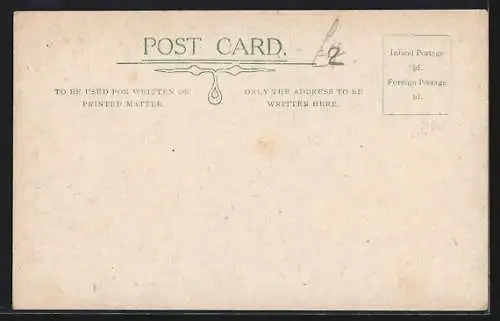 POST CARD.
£2
TO BE USED FOR WRITTEN OR
PRINTED MATTER.
ONLY THE ADDRESS TO BE
WRITTEN HERE.
Inland Postage
½d.
Foreign Postage
1d.